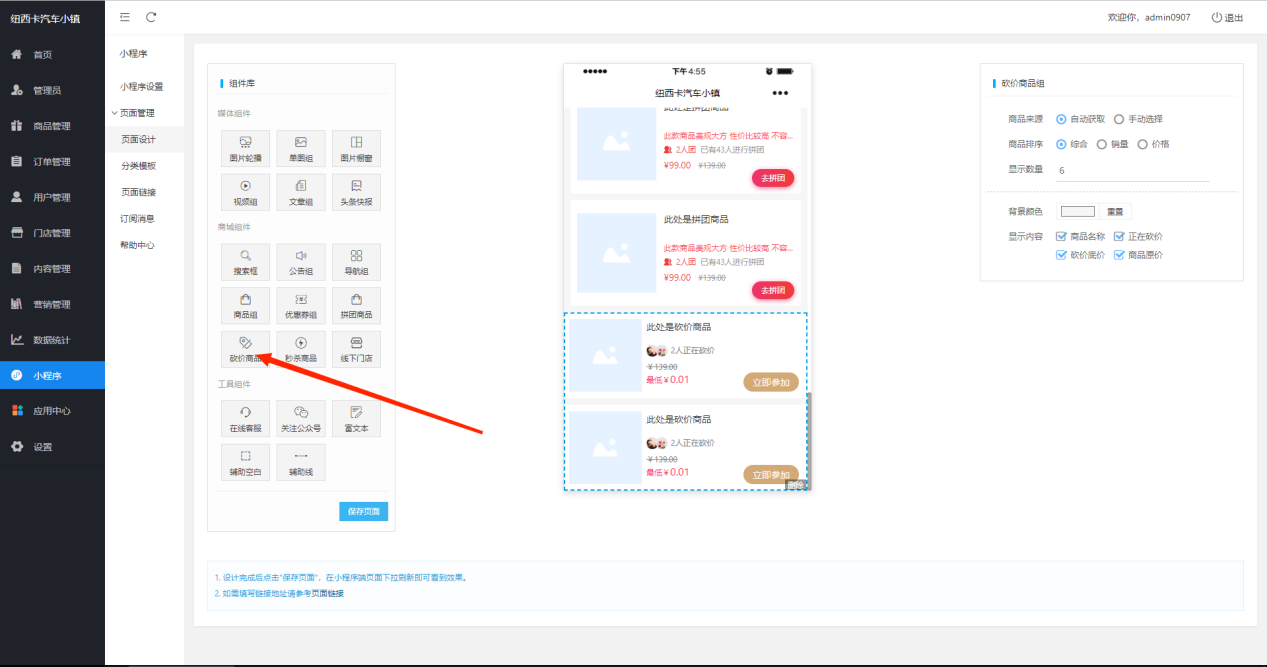 纽西卡汽车小镇
欢迎你，admin0907 退出
首页
管理员
商品管理
订单管理
用户管理
门店管理
内容管理
营销管理
数据统计
小程序
应用中心
设置
小程序
小程序设置
页面管理
页面设计
分类模板
页面链接
订阅消息
帮助中心
组件库
媒体组件
图片轮播 单图组 图片橱窗
视频组 文章组 头条快报
商城组件
搜索框 公告组 导航组
商品组 优惠券组 拼团商品
砍价商品 秒杀商品 线下门店
工具组件
在线客服 关注公众号 富文本
辅助空白 辅助线
保存页面
下午4:55
纽西卡汽车小镇
此处是拼团商品
此款商品美观大方 性价比较高 不容...
2人团 已有43人进行拼团
¥99.00 ¥139.00
去拼团
此处是拼团商品
此款商品美观大方 性价比较高 不容...
2人团 已有43人进行拼团
¥99.00 ¥139.00
去拼团
此处是砍价商品
2人正在砍价
¥139.00
最低¥0.01
立即参加
此处是砍价商品
2人正在砍价
¥139.00
最低¥0.01
立即参加
删除
砍价商品组
商品来源 自动获取 手动选择
商品排序 综合 销量 价格
显示数量 6
背景颜色 重置
显示内容 商品名称 正在砍价
砍价底价 商品原价
1. 设计完成后点击"保存页面"，在小程序端页面下拉刷新即可看到效果。
2. 如需填写链接地址请参考页面链接